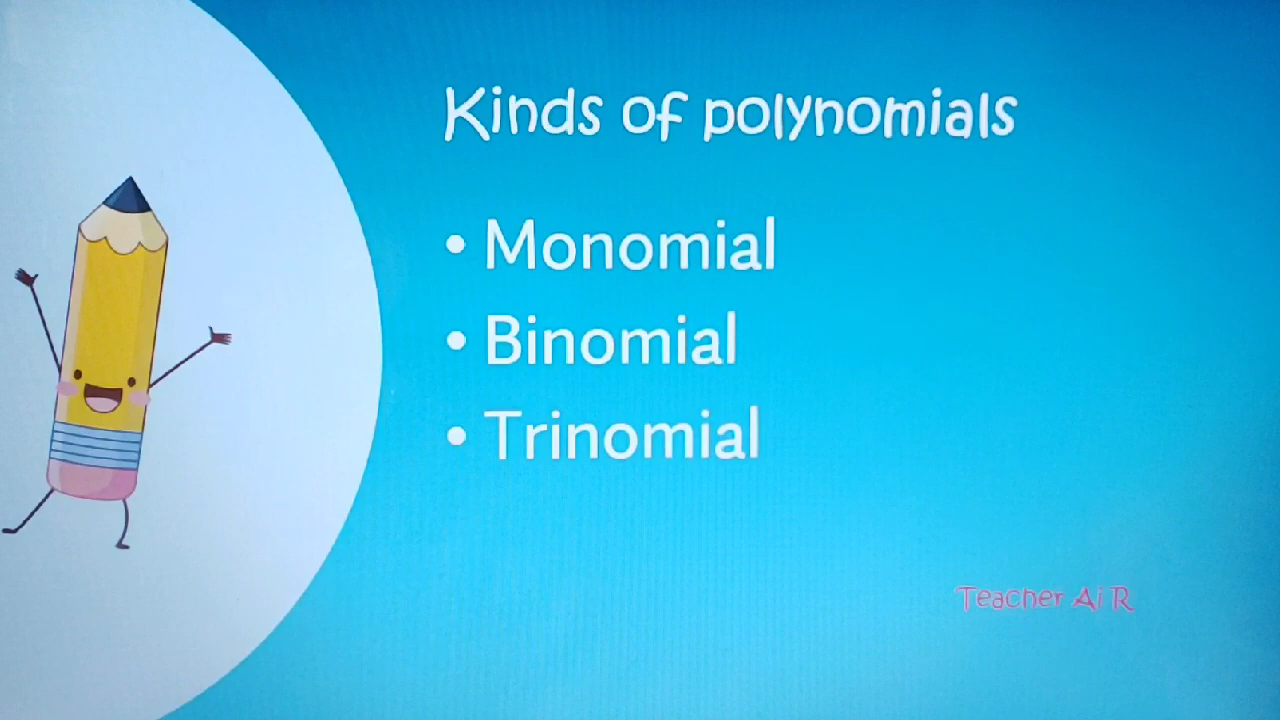 Kinds of polynomials
• Monomial
• Binomial
• Trinomial
Teacher Ai R